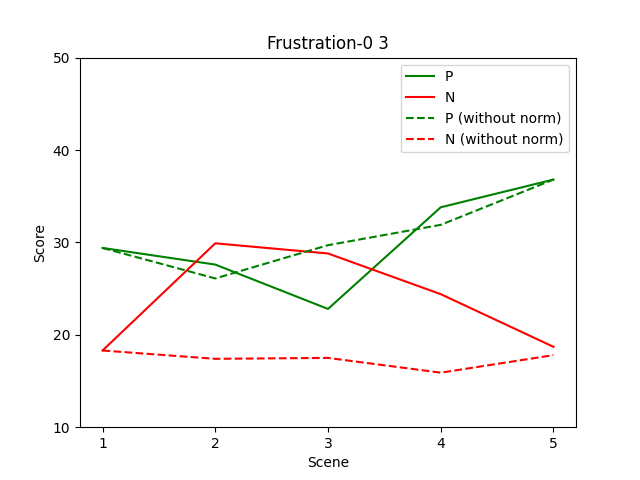 Frustration-0 3
P
N
P (without norm)
N (without norm)
Score
50
40
30
20
10
1 2 3 4 5
Scene